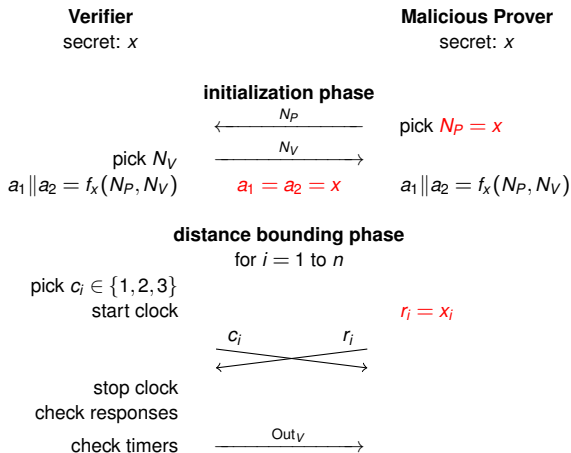 Verifier Malicious Prover
secret: x secret: x
initialization phase
N_P
pick N_P = x
N_V
pick N_V
a_1∥a_2 = f_x(N_P, N_V) a_1 = a_2 = x a_1∥a_2 = f_x(N_P, N_V)
distance bounding phase
for i = 1 to n
pick c_i ∈ {1, 2, 3}
start clock r_i = x_i
c_i r_i
stop clock
check responses
Out_V
check timers